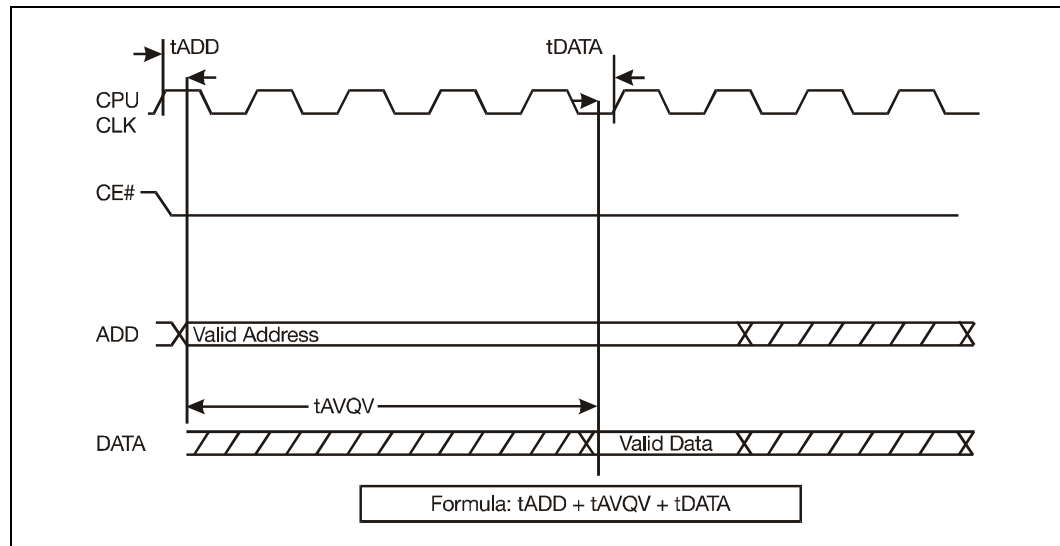 tADD
tDATA
CPU
CLK
CE#
ADD
Valid Address
tAVQV
DATA
Valid Data
Formula: tADD + tAVQV + tDATA